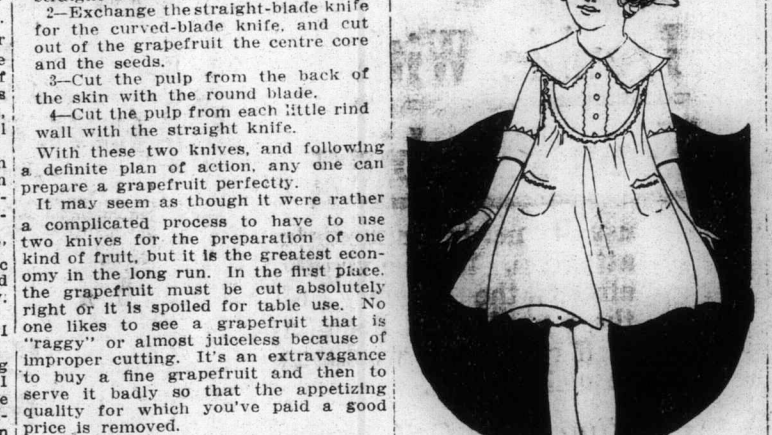 2—Exchange the straight-blade knife
for the curved-blade knife, and cut
out of the grapefruit the centre core
and the seeds.
3—Cut the pulp from the back of
the skin with the round blade.
4—Cut the pulp from each little rind
wall with the straight knife.
With these two knives, and following
a definite plan of action, any one can
prepare a grapefruit perfectly.
It may seem as though it were rather
a complicated process to have to use
two knives for the preparation of one
kind of fruit, but it is the greatest econ-
omy in the long run. In the first place,
the grapefruit must be cut absolutely
right or it is spoiled for table use. No
one likes to see a grapefruit that is
"raggy" or almost juiceless because of
improper cutting. It's an extravagance
to buy a fine grapefruit and then to
serve it badly so that the appetizing
quality for which you've paid a good
price is removed.